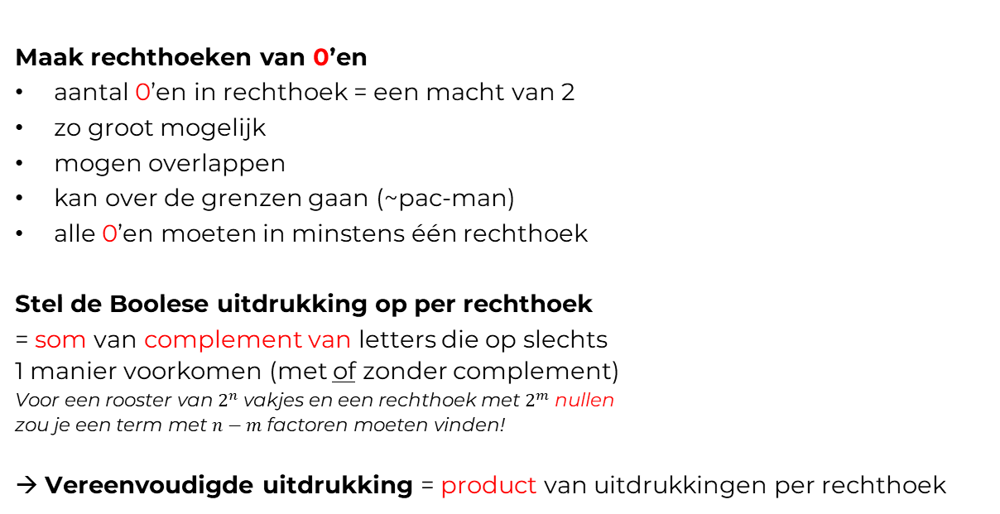 Maak rechthoeken van 0’en
• aantal 0’en in rechthoek = een macht van 2
• zo groot mogelijk
• mogen overlappen
• kan over de grenzen gaan (~pac-man)
• alle 0’en moeten in minstens één rechthoek
Stel de Boolese uitdrukking op per rechthoek
= som van complement van letters die op slechts
1 manier voorkomen (met of zonder complement)
Voor een rooster van 2ⁿ vakjes en een rechthoek met 2ᵐ nullen
zou je een term met n − m factoren moeten vinden!
→ Vereenvoudigde uitdrukking = product van uitdrukkingen per rechthoek